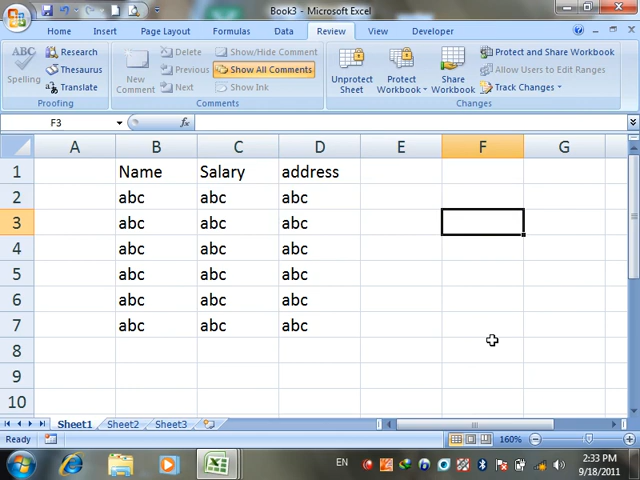 Book3 - Microsoft Excel
Home Insert Page Layout Formulas Data Review View Developer
ABC Spelling Research Thesaurus Translate Proofing
New Comment Delete Previous Next Show/Hide Comment Show All Comments Show Ink Comments
Unprotect Sheet Protect Workbook Share Workbook Protect and Share Workbook Allow Users to Edit Ranges Track Changes Changes
F3 fx
A B C D E F G
1 Name Salary address
2 abc abc abc
3 abc abc abc
4 abc abc abc
5 abc abc abc
6 abc abc abc
7 abc abc abc
8
9
10
Sheet1 Sheet2 Sheet3
Ready 160%
EN 2:33 PM
9/18/2011